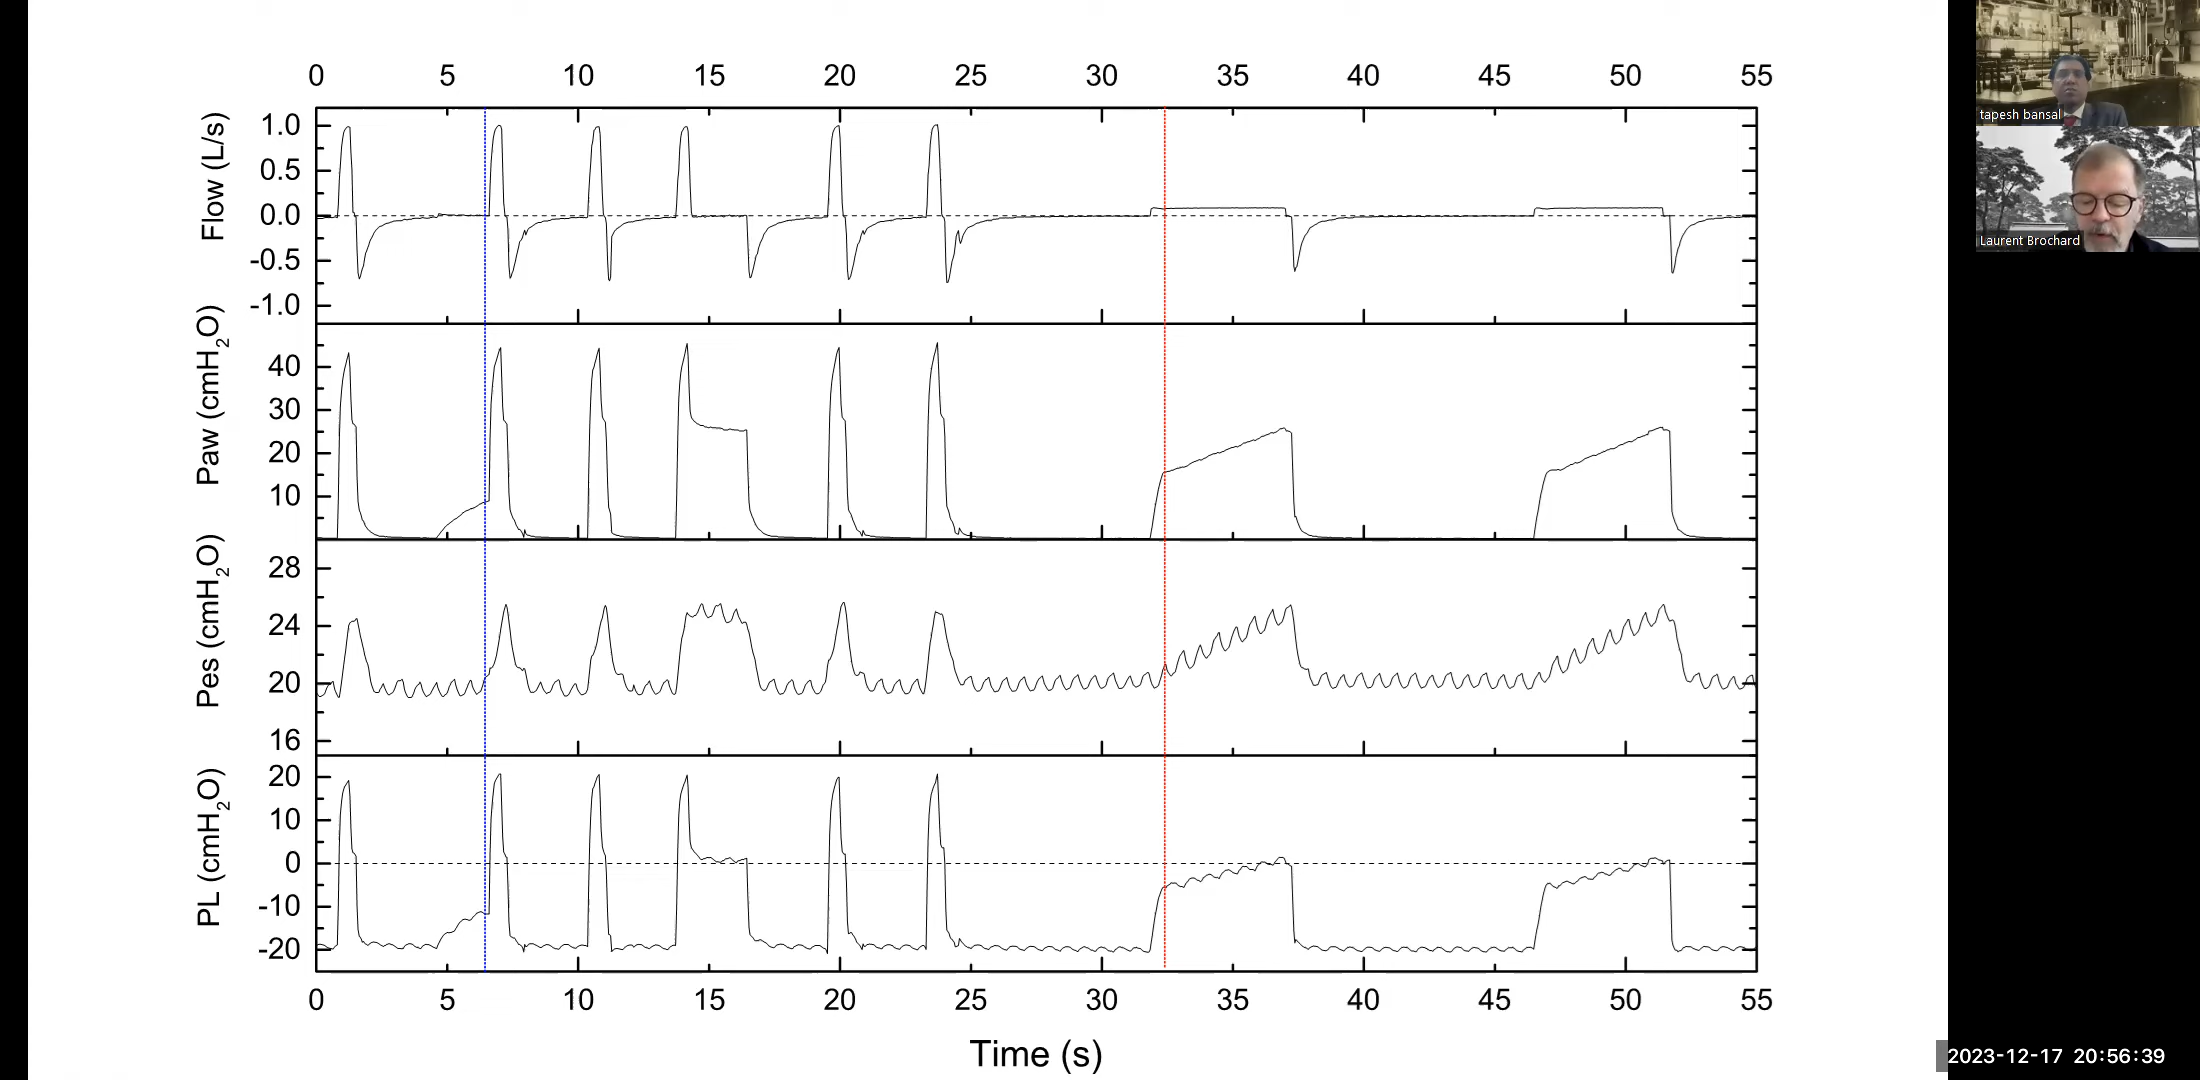 0 5 10 15 20 25 30 35 40 45 50 55
Flow (L/s)
1.0
0.5
0.0
-0.5
-1.0
Paw (cmH2O)
40
30
20
10
Pes (cmH2O)
28
24
20
16
PL (cmH2O)
20
10
0
-10
-20
0 5 10 15 20 25 30 35 40 45 50 55
Time (s)
tapesh bansal
Laurent Brochard
2023-12-17 20:56:39